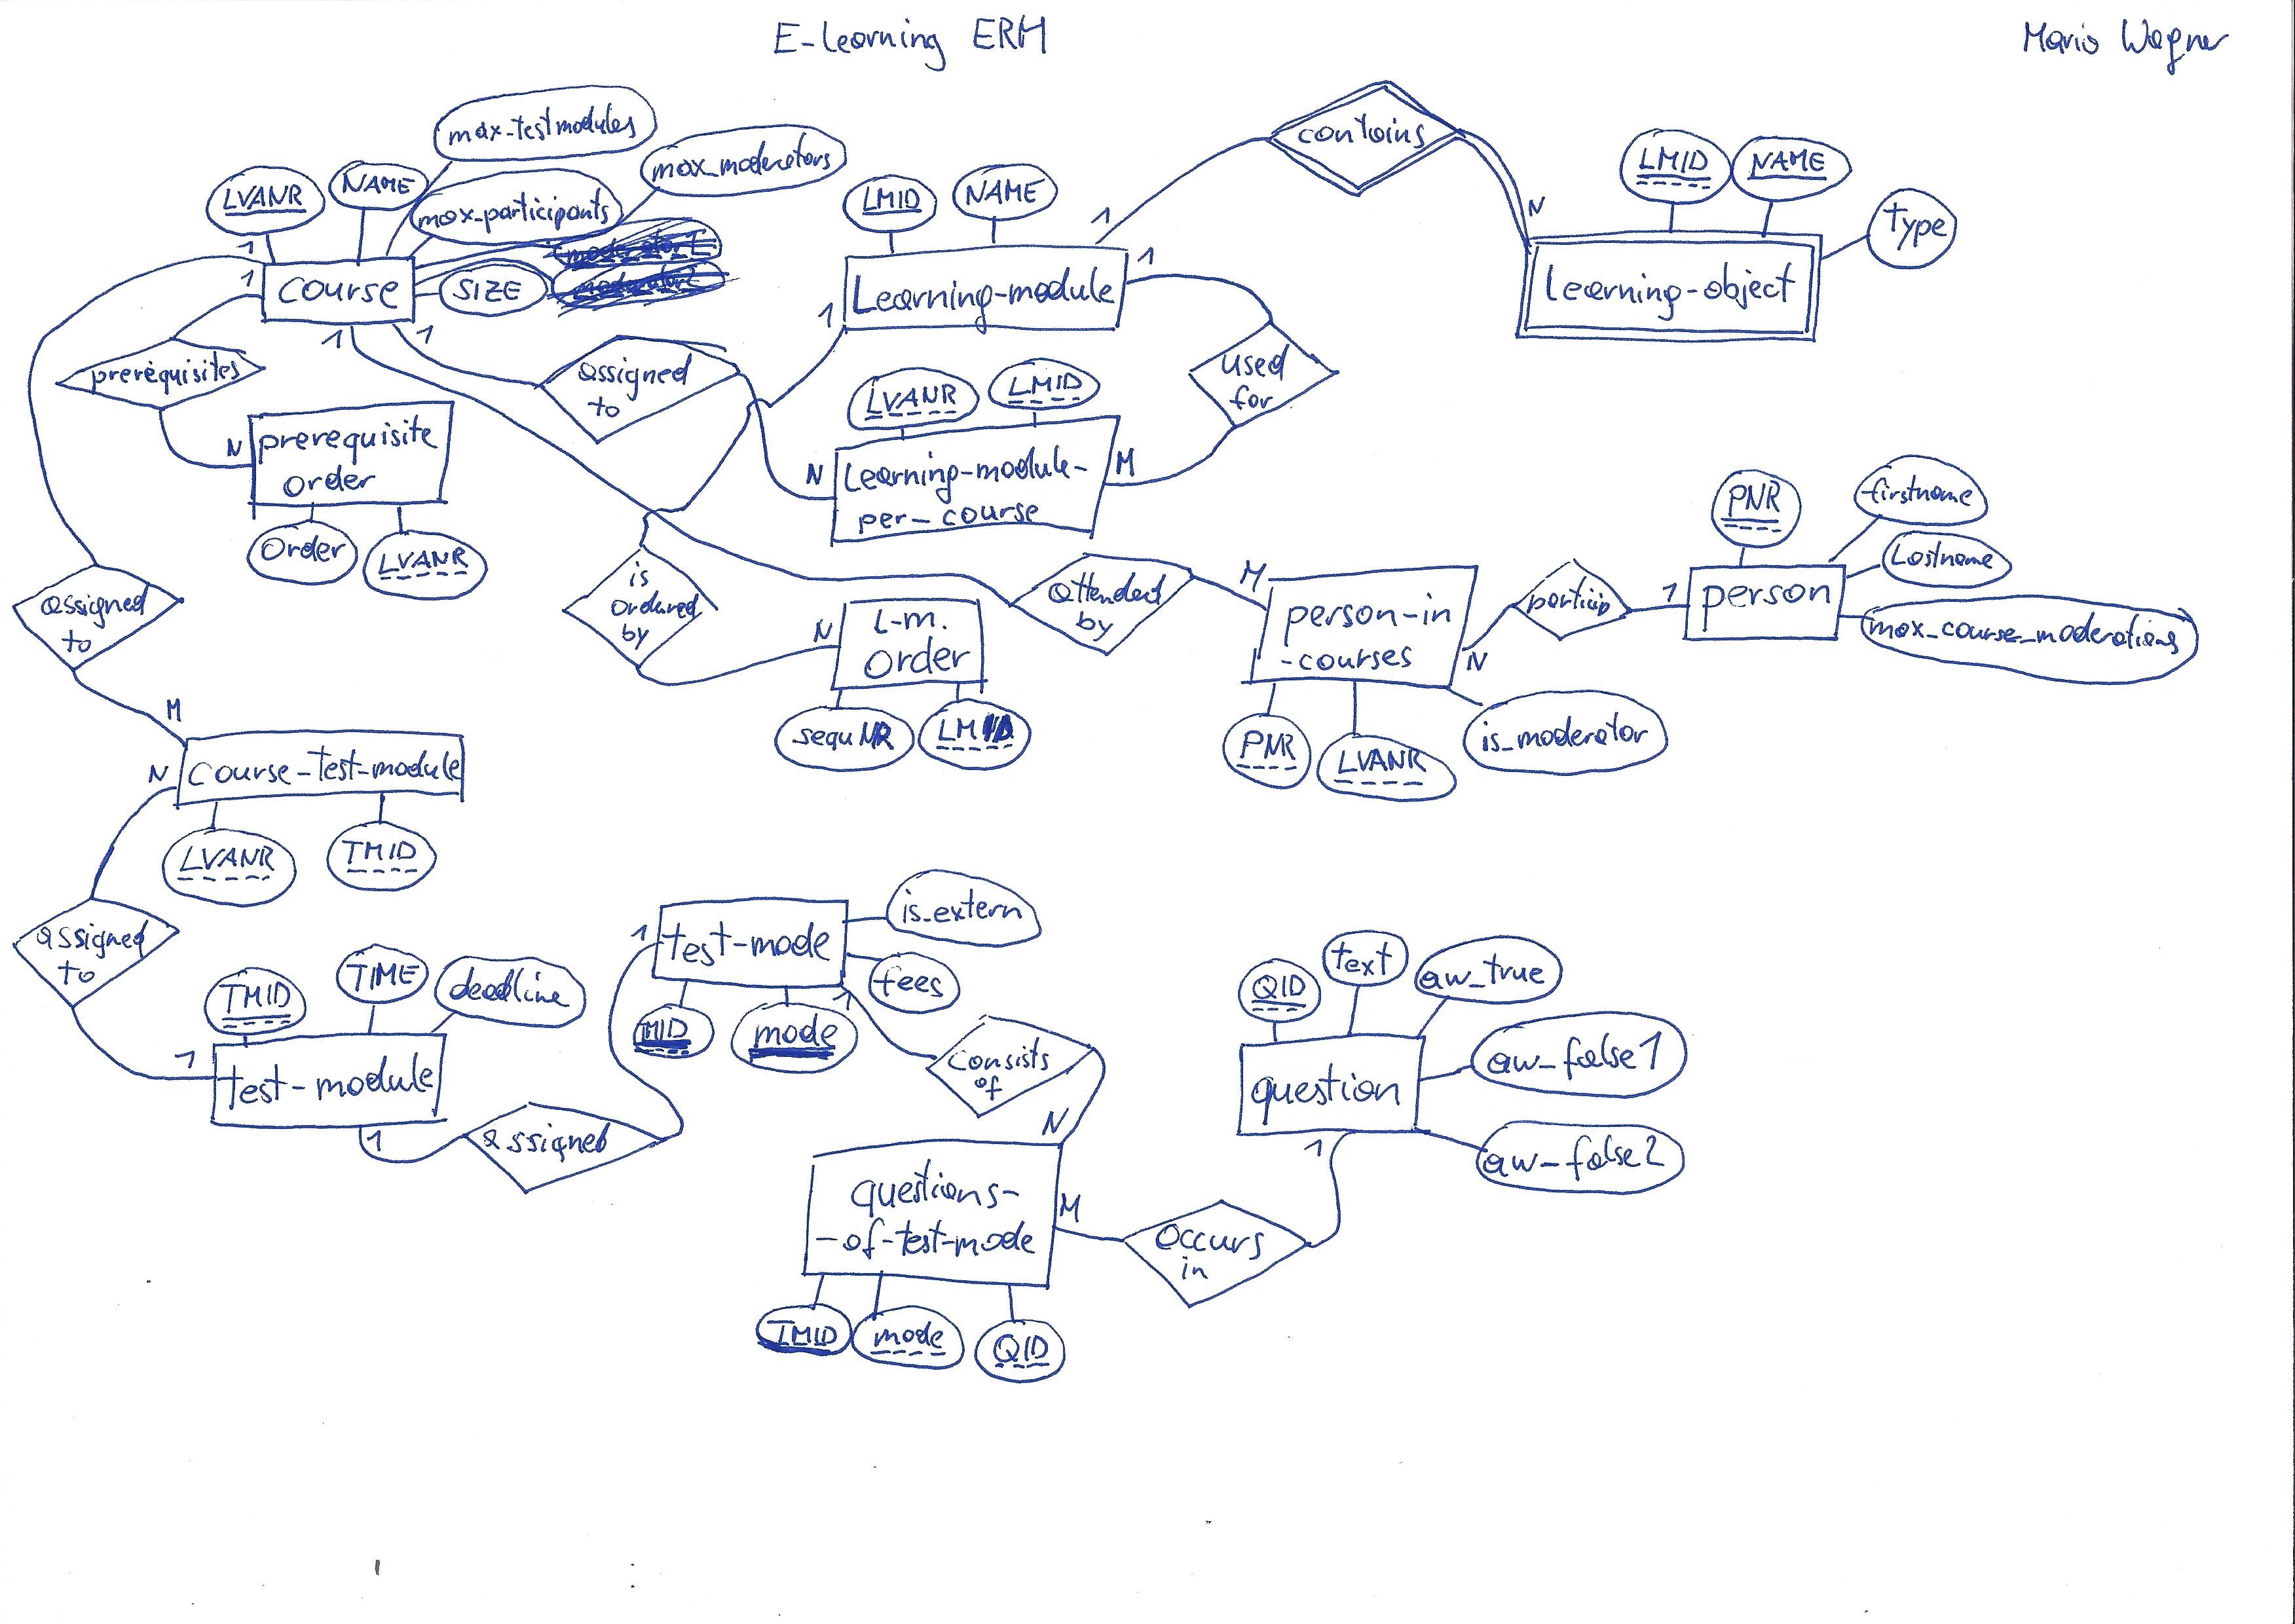 E-Learning ERM
Mario Wagner
max-testmodules
max_moderators
LVANR
NAME
max-participants
SIZE
1
1
course
1
1
prerequisites
N
prerequisite
order
Order
LVANR
assigned
to
LMID
NAME
1
1
Learning-module
1
contains
N
LMID
NAME
Type
Learning-object
used
for
LVANR
LMID
N
M
Learning-module-
per-course
is
ordered
by
N
L-m.
order
sequNR
LMID
attended
by
M
person-in
-courses
N
PNR
LVANR
is_moderator
particip
1
PNR
firstname
Lastname
person
max_course_moderations
assigned
to
M
N
course-test-module
LVANR
TMID
assigned
to
1
TMID
TIME
deadline
test-module
1
assigned
1
test-mode
is_extern
fees
TMID
mode
1
consists
of
N
questions-
-of-test-mode
M
TMID
mode
QID
occurs
in
1
QID
text
aw_true
aw-false1
aw-false2
question